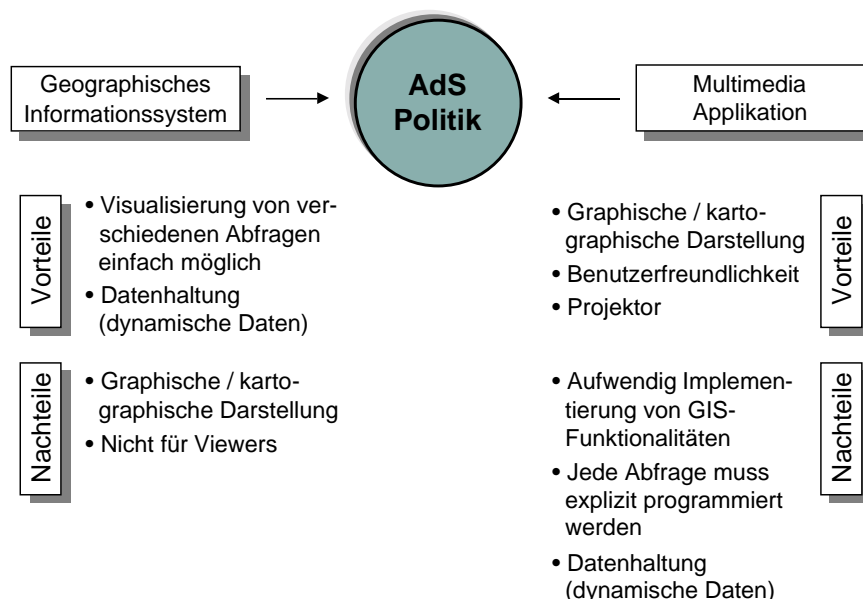 Geographisches
Informationssystem
AdS
Politik
Multimedia
Applikation
Vorteile
• Visualisierung von ver-
schiedenen Abfragen
einfach möglich
• Datenhaltung
(dynamische Daten)
• Graphische / karto-
graphische Darstellung
• Benutzerfreundlichkeit
• Projektor
Vorteile
Nachteile
• Graphische / karto-
graphische Darstellung
• Nicht für Viewers
• Aufwendig Implemen-
tierung von GIS-
Funktionalitäten
• Jede Abfrage muss
explizit programmiert
werden
• Datenhaltung
(dynamische Daten)
Nachteile